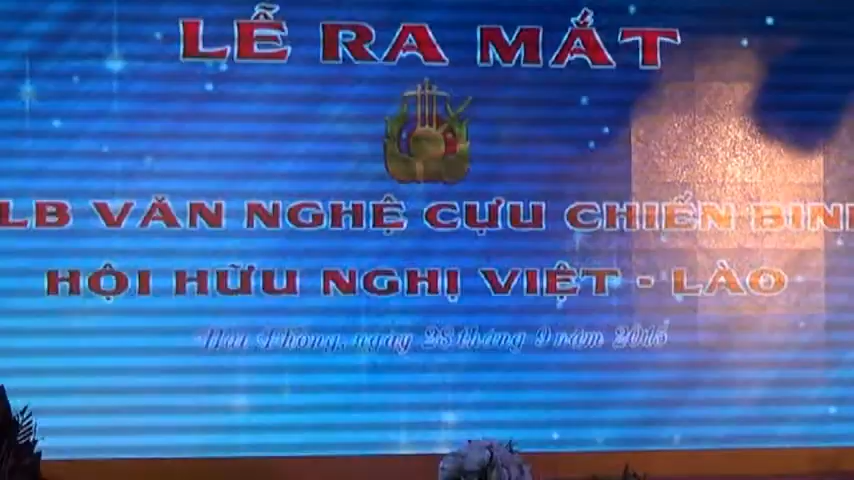 LỄ RA MẮT
LB VĂN NGHỆ CỰU CHIẾN BINH
HỘI HỮU NGHỊ VIỆT - LÀO
Hải Phòng, ngày 28 tháng 9 năm 2015